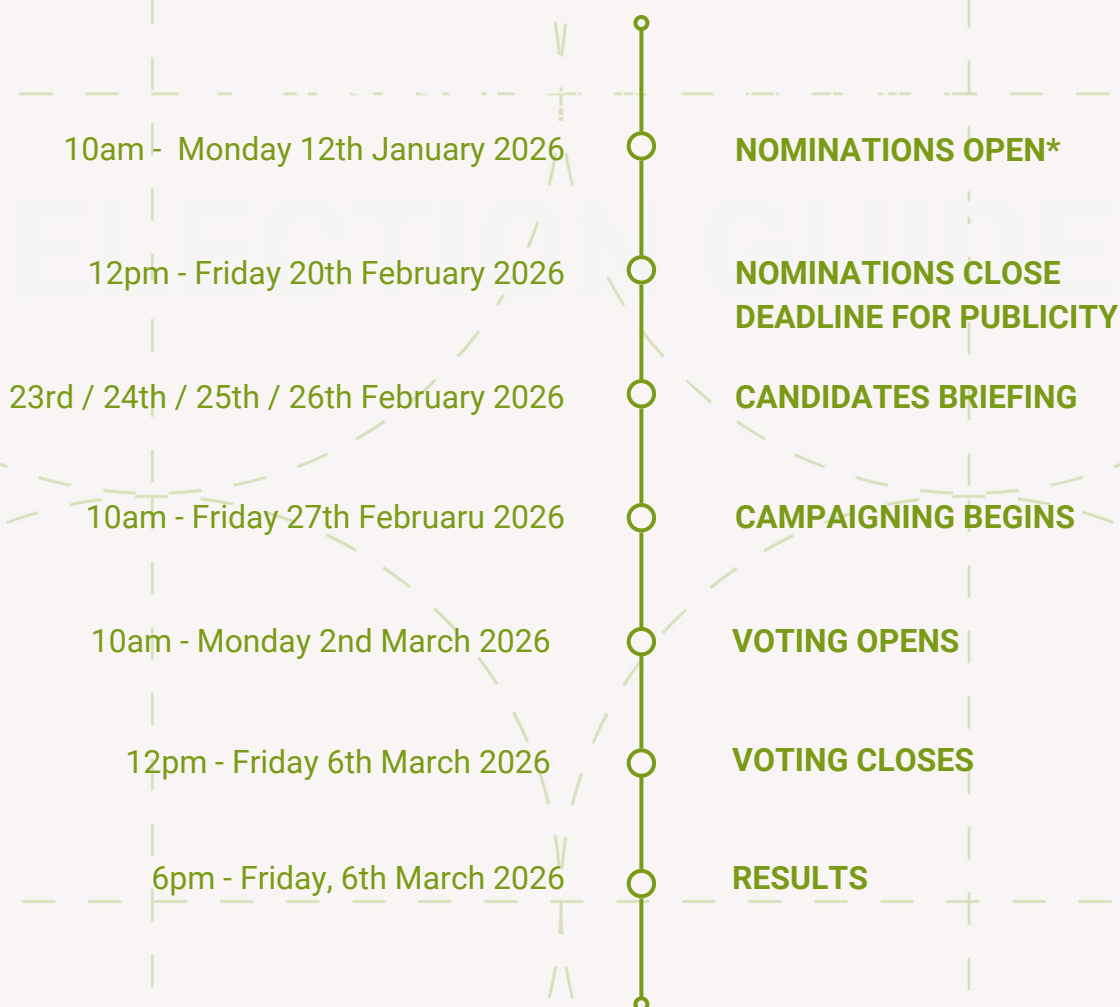 10am - Monday 12th January 2026 NOMINATIONS OPEN*
ELECTION GUIDE
12pm - Friday 20th February 2026 NOMINATIONS CLOSE
DEADLINE FOR PUBLICITY
23rd / 24th / 25th / 26th February 2026 CANDIDATES BRIEFING
10am - Friday 27th Februaru 2026 CAMPAIGNING BEGINS
10am - Monday 2nd March 2026 VOTING OPENS
12pm - Friday 6th March 2026 VOTING CLOSES
6pm - Friday, 6th March 2026 RESULTS